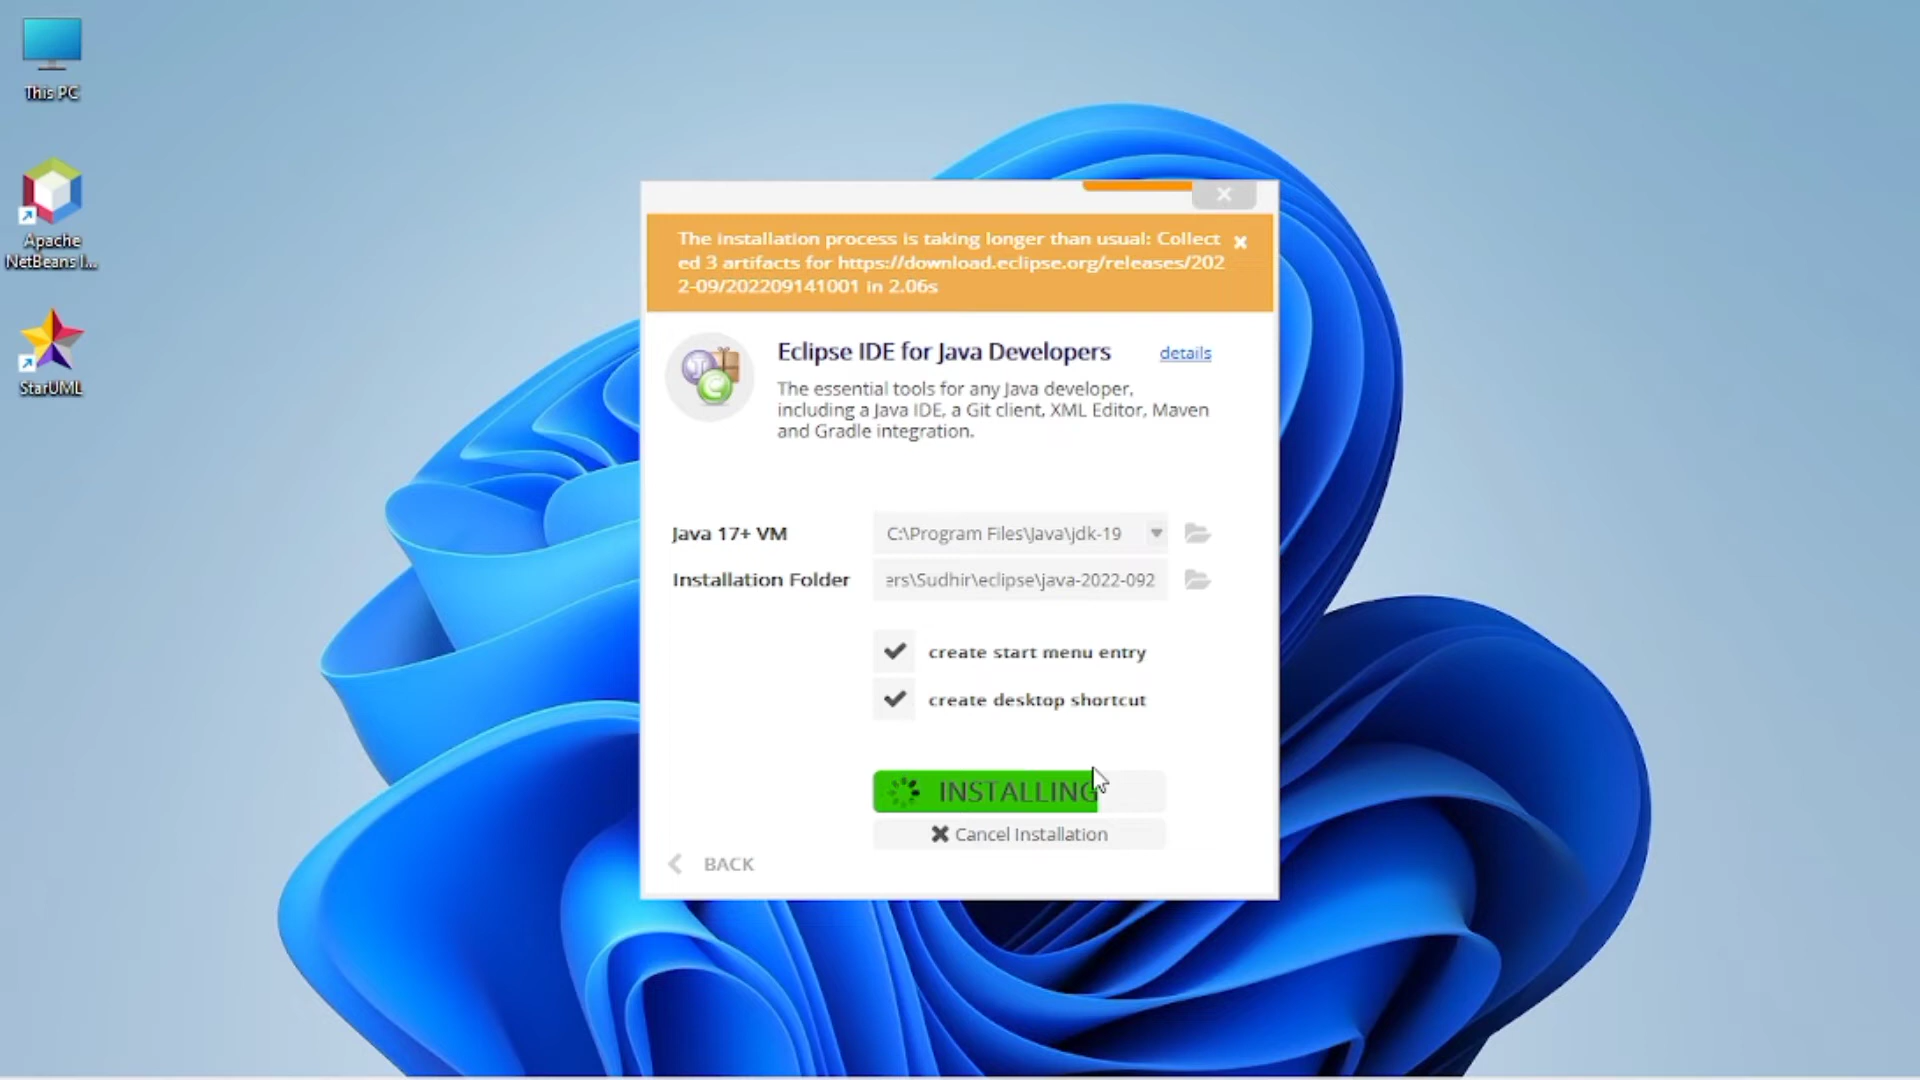 This PC
Apache
NetBeans I...
StarUML
The installation process is taking longer than usual: Collect
ed 3 artifacts for https://download.eclipse.org/releases/202
2-09/202209141001 in 2.06s
Eclipse IDE for Java Developers
details
The essential tools for any Java developer,
including a Java IDE, a Git client, XML Editor, Maven
and Gradle integration.
Java 17+ VM
C:\Program Files\Java\jdk-19
Installation Folder
ers\Sudhir\eclipse\java-2022-092
create start menu entry
create desktop shortcut
INSTALLING
Cancel Installation
BACK